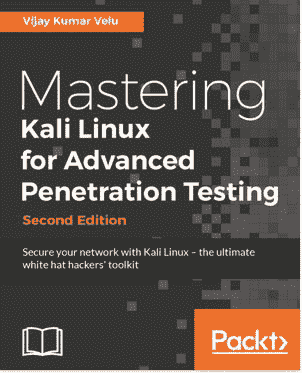 Vijay Kumar Velu
Mastering
Kali Linux
for Advanced
Penetration Testing
Second Edition
Secure your network with Kali Linux – the ultimate
white hat hackers' toolkit
Packt>